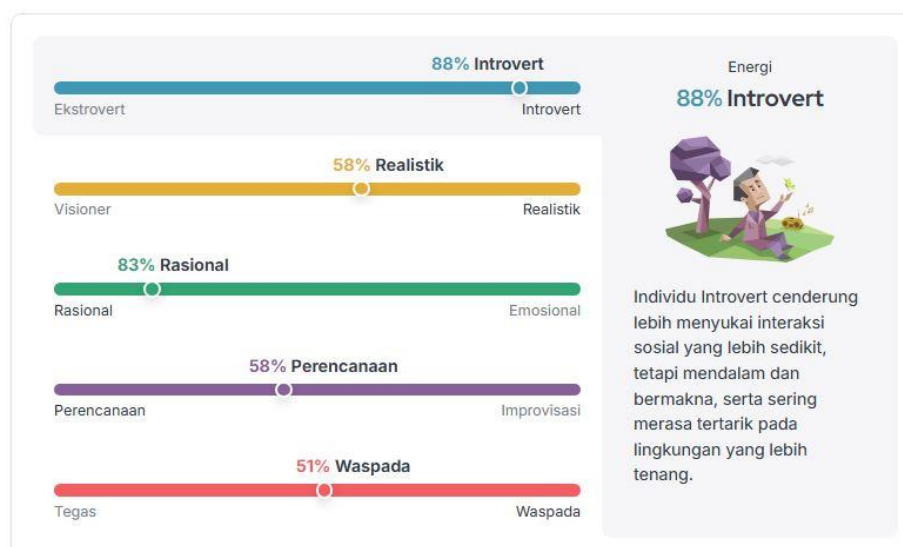 88% Introvert
Ekstrovert Introvert
58% Realistik
Visioner Realistik
83% Rasional
Rasional Emosional
58% Perencanaan
Perencanaan Improvisasi
51% Waspada
Tegas Waspada
Energi
88% Introvert
Individu Introvert cenderung
lebih menyukai interaksi
sosial yang lebih sedikit,
tetapi mendalam dan
bermakna, serta sering
merasa tertarik pada
lingkungan yang lebih
tenang.